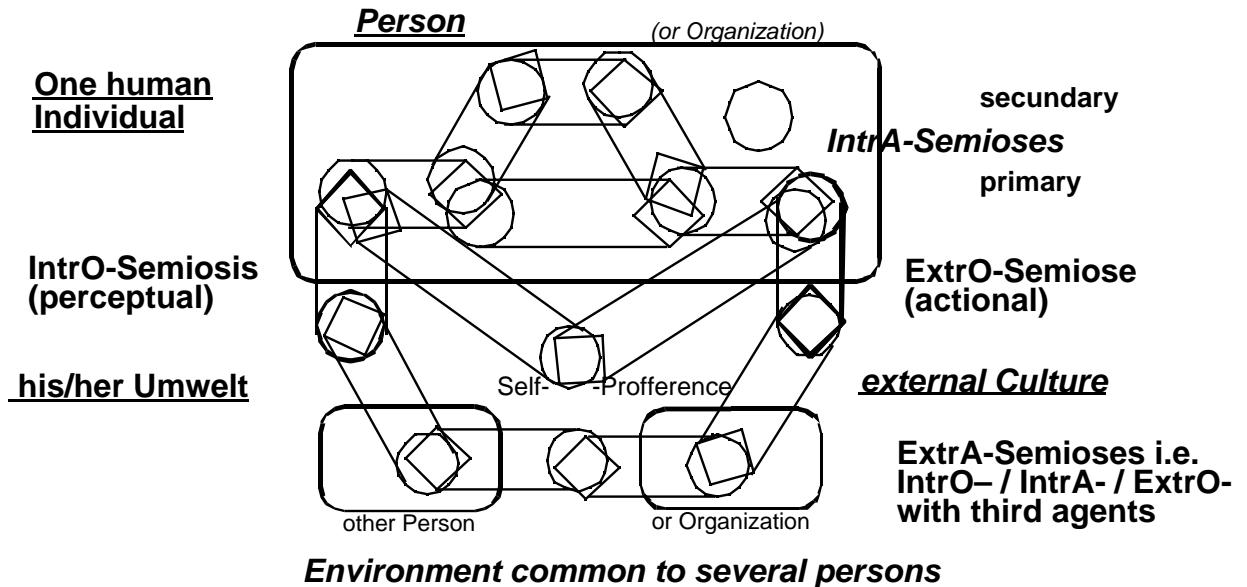 Person
(or Organization)
One human
Individual
secundary
IntrA-Semioses
primary
IntrO-Semiosis
(perceptual)
ExtrO-Semiose
(actional)
his/her Umwelt
Self- -Profference
external Culture
ExtrA-Semioses i.e.
IntrO– / IntrA- / ExtrO-
with third agents
other Person
or Organization
Environment common to several persons